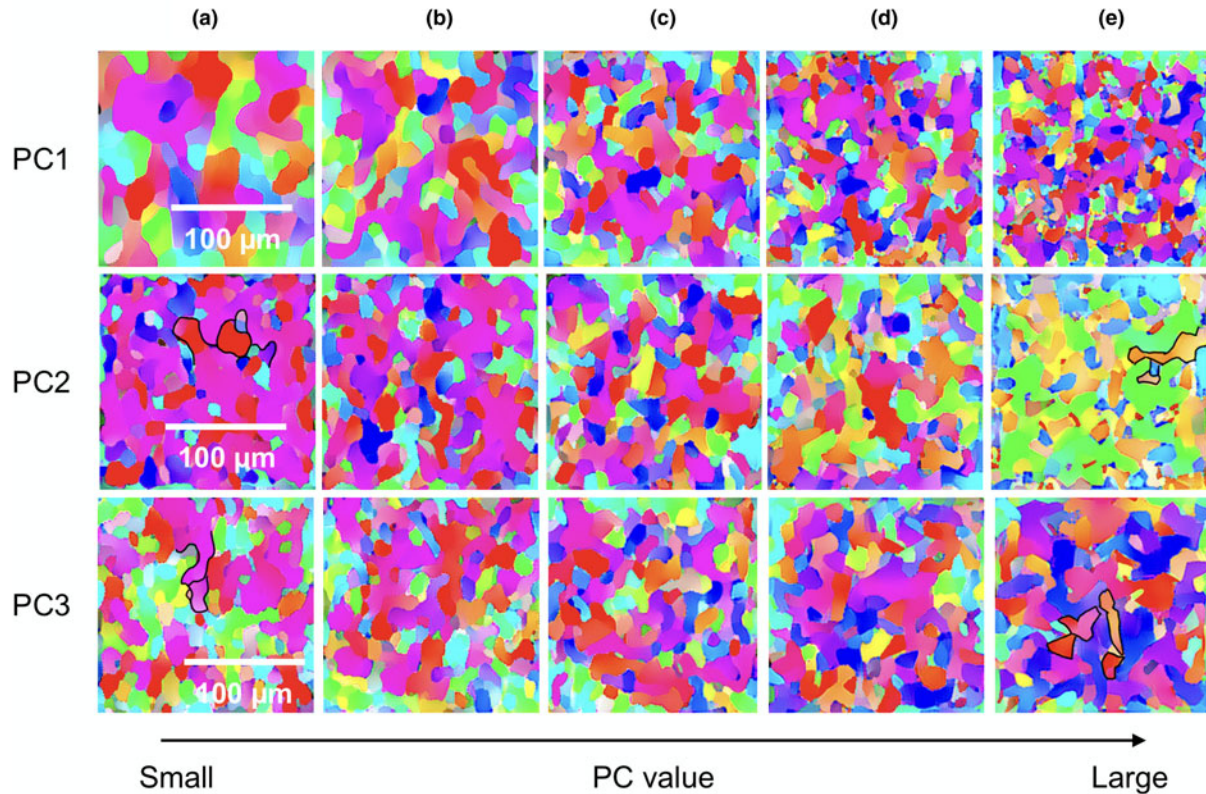 (a) (b) (c) (d) (e)
PC1
100 µm
PC2
100 µm
PC3
100 µm
Small PC value Large